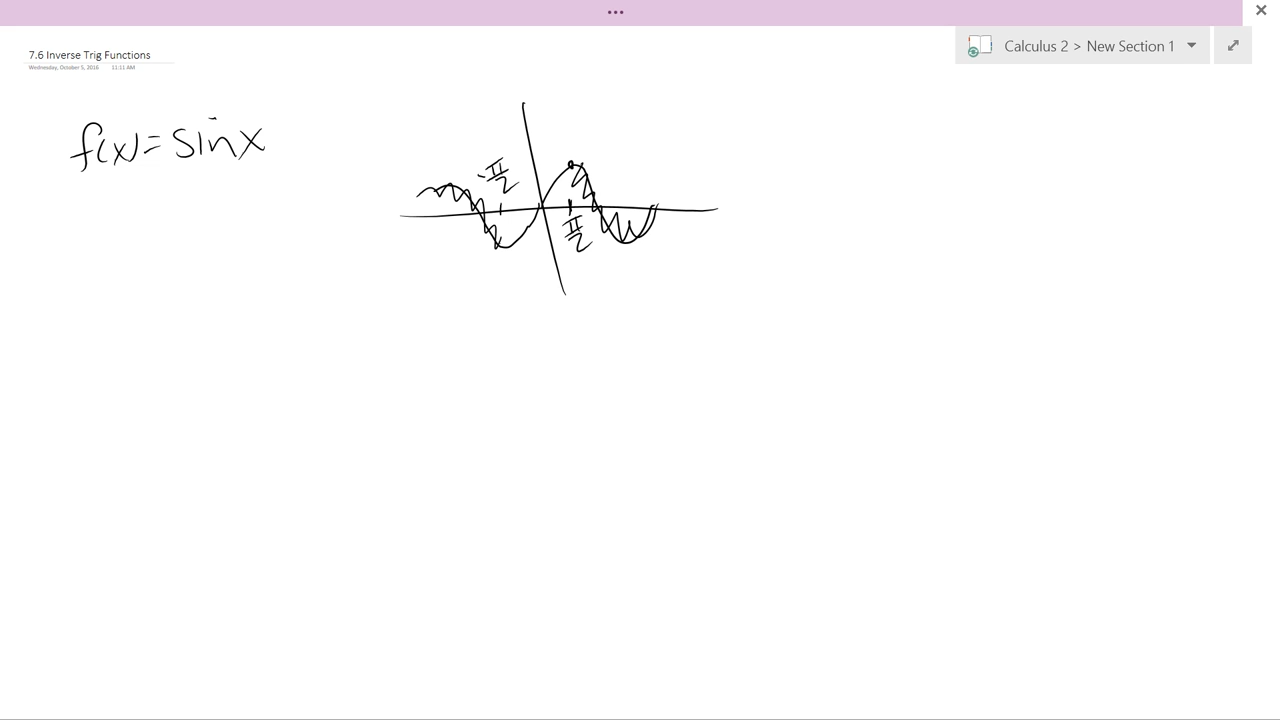 •••
7.6 Inverse Trig Functions
Wednesday, October 5, 2016 11:11 AM
Calculus 2 > New Section 1
f(x)=sinx
-π/2
π/2